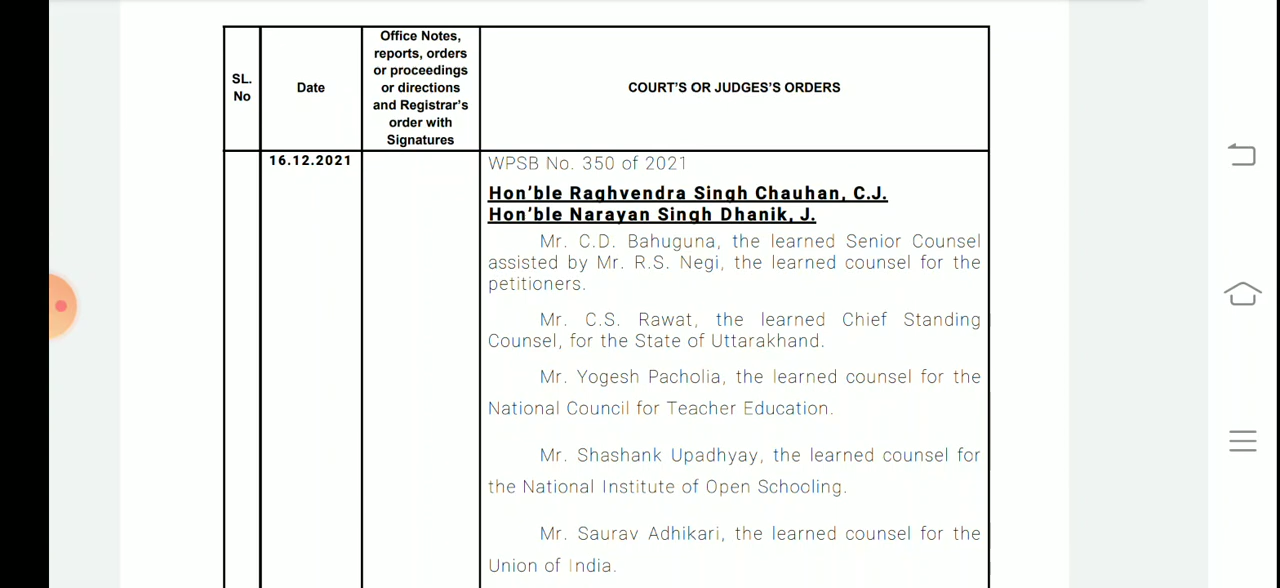 SL.
No
Date
Office Notes,
reports, orders
or proceedings
or directions
and Registrar's
order with
Signatures
COURT'S OR JUDGES'S ORDERS
16.12.2021
WPSB No. 350 of 2021
Hon'ble Raghvendra Singh Chauhan, C.J.
Hon'ble Narayan Singh Dhanik, J.
Mr. C.D. Bahuguna, the learned Senior Counsel
assisted by Mr. R.S. Negi, the learned counsel for the
petitioners.
Mr. C.S. Rawat, the learned Chief Standing
Counsel, for the State of Uttarakhand.
Mr. Yogesh Pacholia, the learned counsel for the
National Council for Teacher Education.
Mr. Shashank Upadhyay, the learned counsel for
the National Institute of Open Schooling.
Mr. Saurav Adhikari, the learned counsel for the
Union of India.